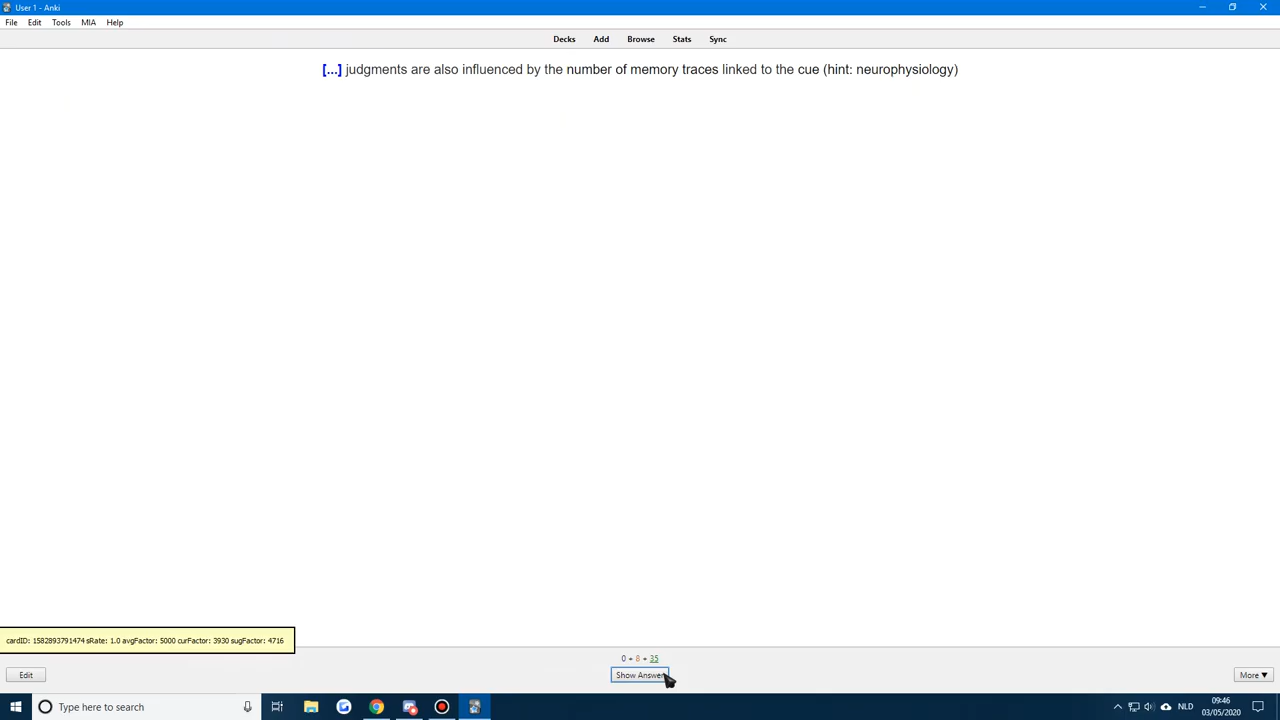 User 1 - Anki
File Edit Tools MIA Help
Decks Add Browse Stats Sync
[...] judgments are also influenced by the number of memory traces linked to the cue (hint: neurophysiology)
cardID: 1582893791474 sRate: 1.0 avgFactor: 5000 curFactor: 3930 sugFactor: 4716
0 + 8 + 35
Edit Show Answer More ▼
Type here to search
NLD
09:46
03/05/2020